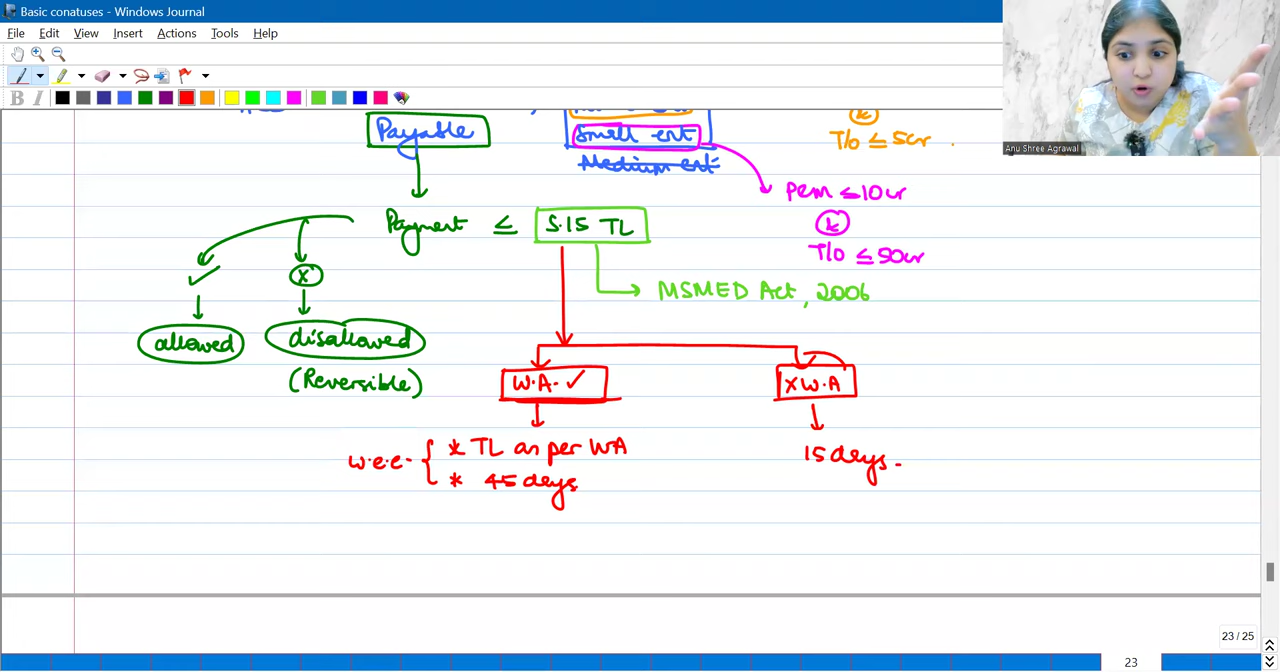 Basic conatuses - Windows Journal
File Edit View Insert Actions Tools Help
B I
Anu Shree Agrawal
Payable
Small ent
Medium ent
T/o ≤ 5cr .
P&M ≤ 10 cr
&
T/o ≤ 50cr
Payment ≤ S.15 TL
MSMED Act, 2006
✓ X
allowed disallowed
(Reversible)
W.A. ✓ X W.A
w.e.e. { * TL as per WA
* 45 days
15 days.
23 / 25
23